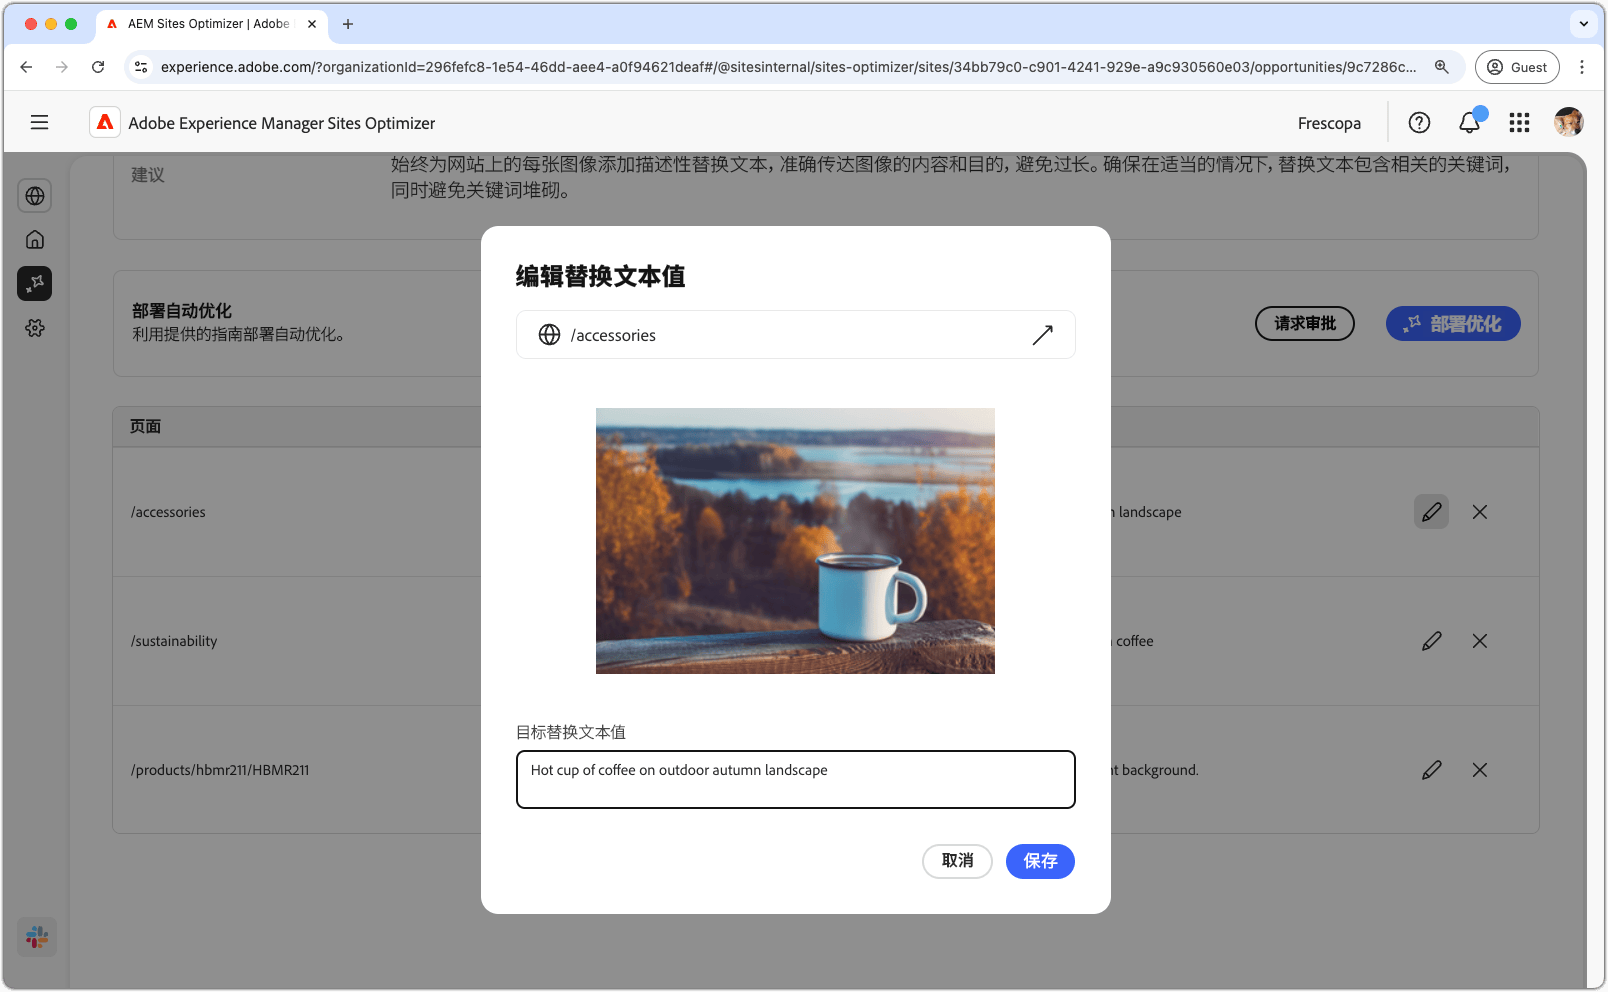 AEM Sites Optimizer | Adobe
experience.adobe.com/?organizationId=296fefc8-1e54-46dd-aee4-a0f94621deaf#/@sitesinternal/sites-optimizer/sites/34bb79c0-c901-4241-929e-a9c930560e03/opportunities/9c7286c...
Guest
Adobe Experience Manager Sites Optimizer
Frescopa
建议
始终为网站上的每张图像添加描述性替换文本，准确传达图像的内容和目的，避免过长。确保在适当的情况下，替换文本包含相关的关键词，
同时避免关键词堆砌。
部署自动优化
利用提供的指南部署自动优化。
请求审批
部署优化
页面
/accessories
landscape
/sustainability
coffee
/products/hbmr211/HBMR211
background.
编辑替换文本值
/accessories
目标替换文本值
Hot cup of coffee on outdoor autumn landscape
取消
保存